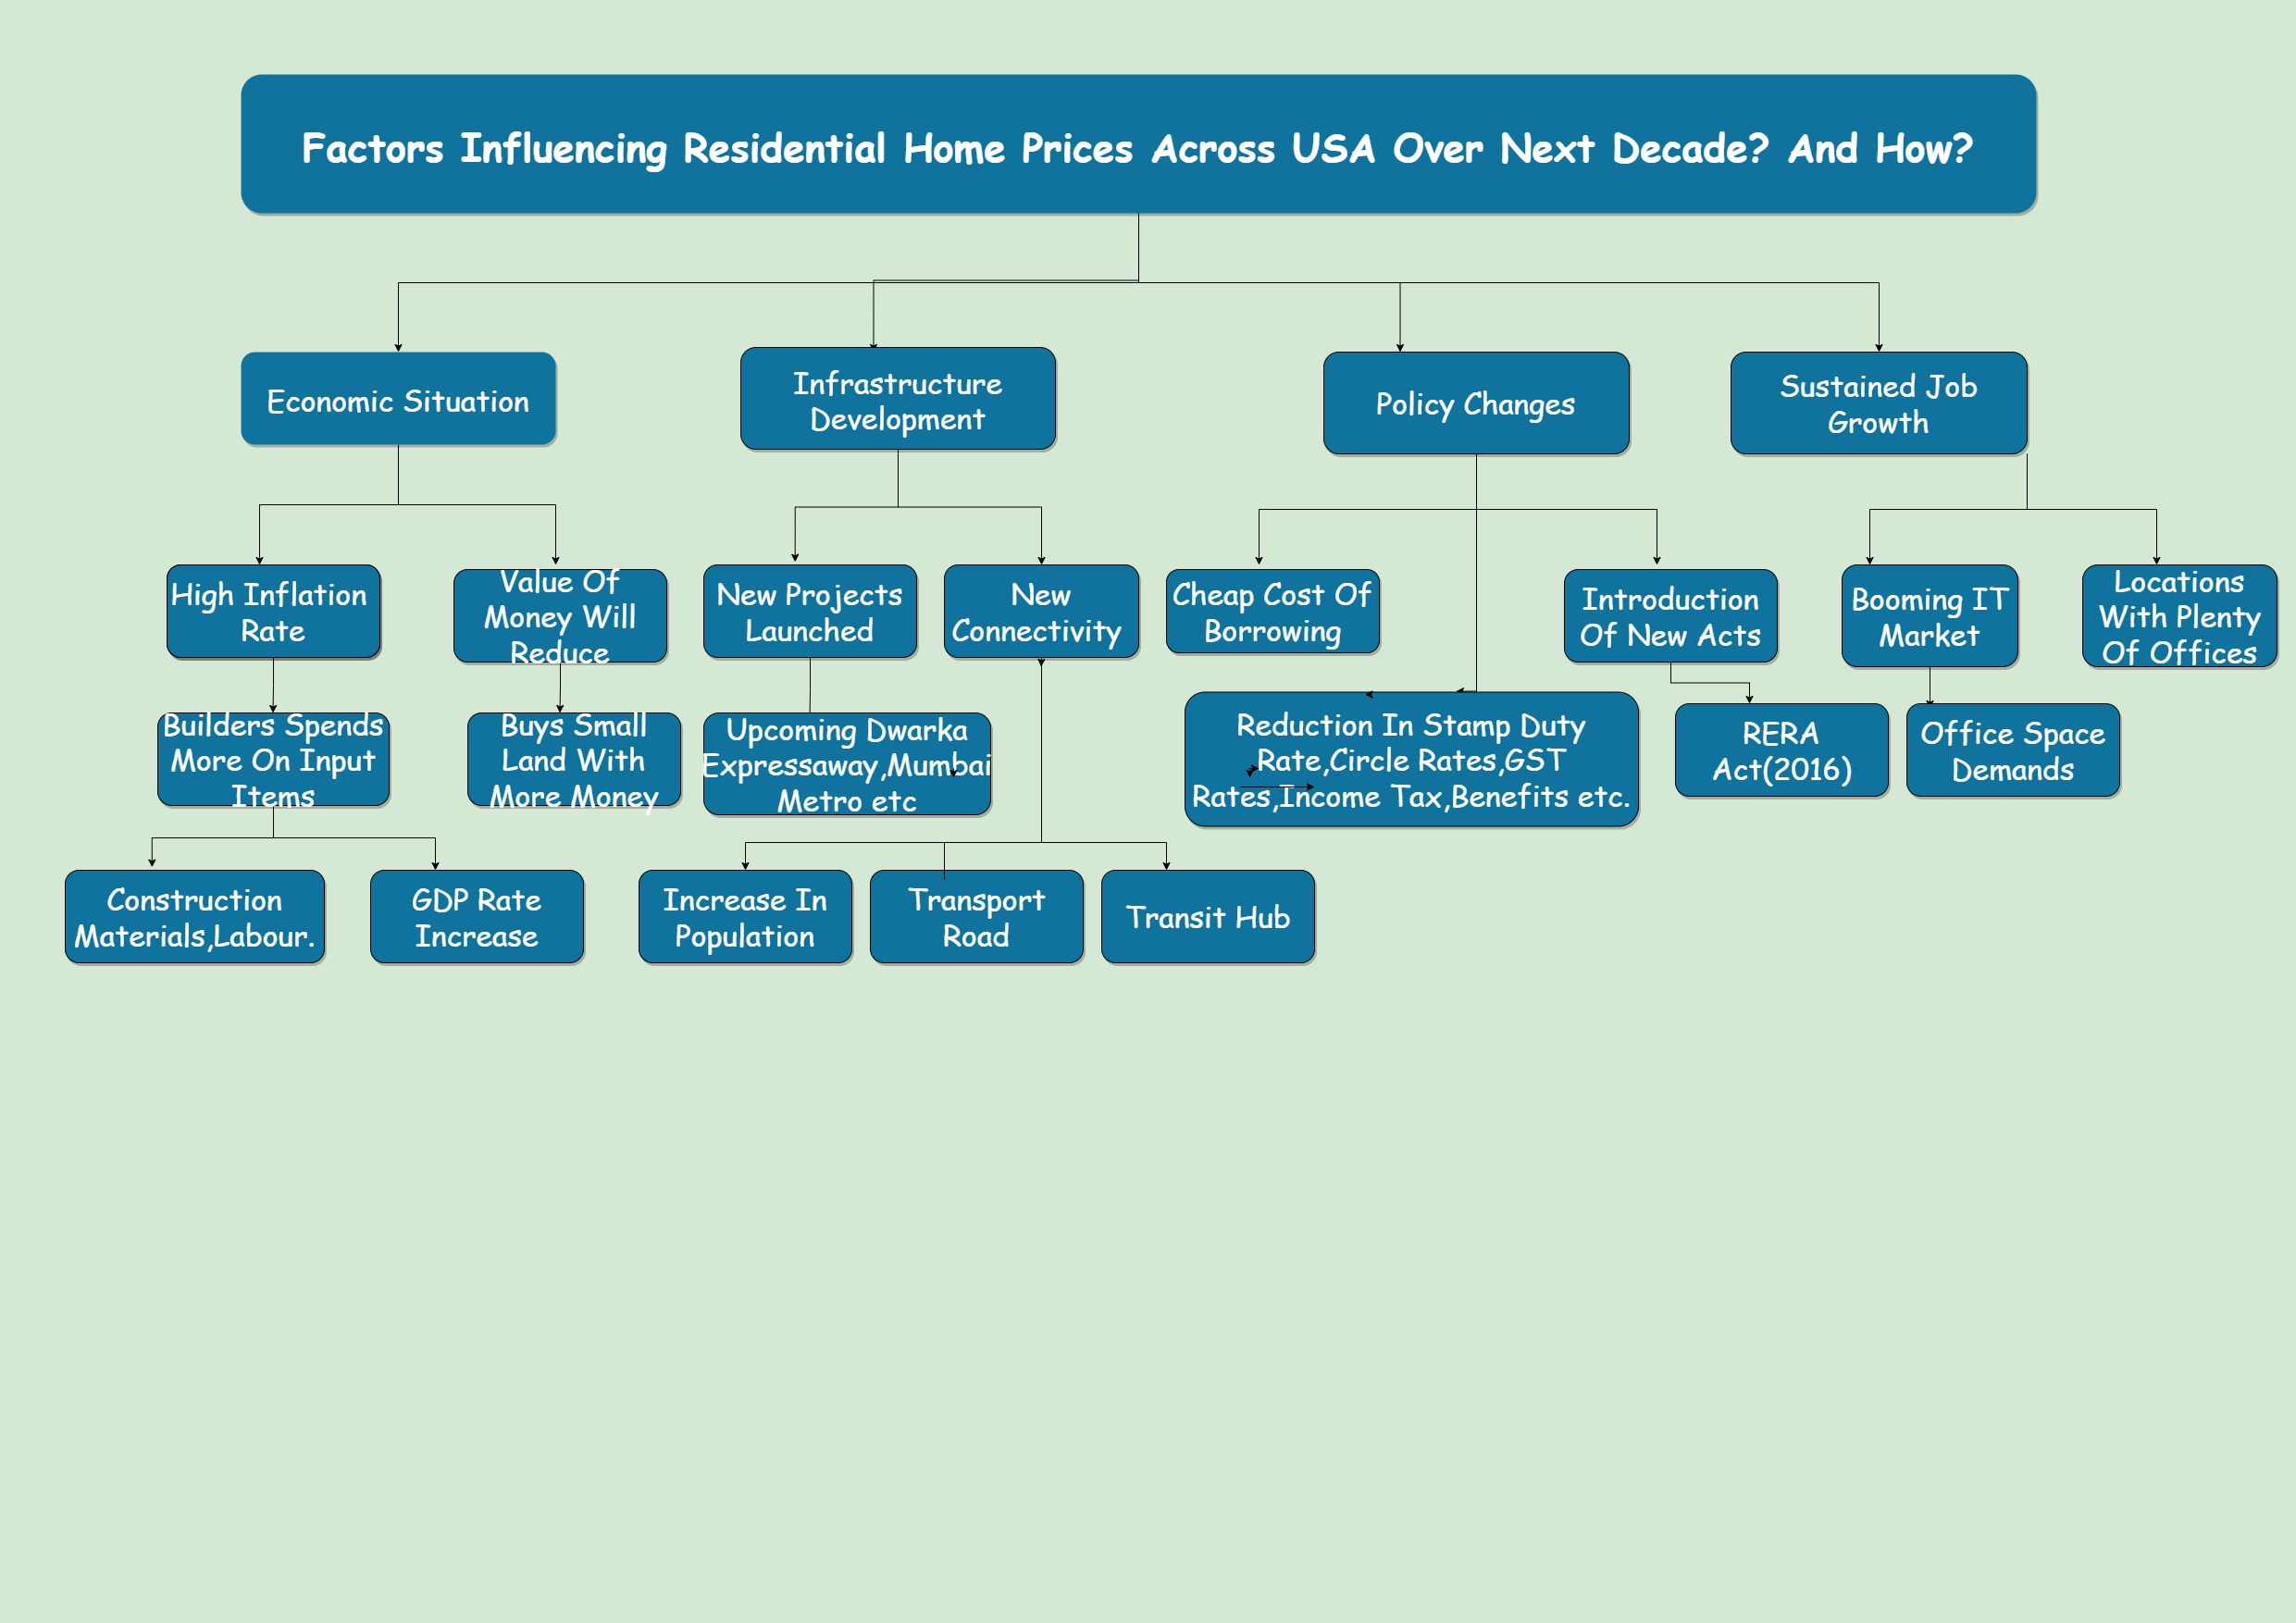 Factors Influencing Residential Home Prices Across USA Over Next Decade? And How?
Economic Situation
Infrastructure
Development
Policy Changes
Sustained Job
Growth
High Inflation
Rate
Value Of
Money Will
Reduce
New Projects
Launched
New
Connectivity
Cheap Cost Of
Borrowing
Introduction
Of New Acts
Booming IT
Market
Locations
With Plenty
Of Offices
Builders Spends
More On Input
Items
Buys Small
Land With
More Money
Upcoming Dwarka
Expressaway,Mumbai
Metro etc
Reduction In Stamp Duty
Rate,Circle Rates,GST
Rates,Income Tax,Benefits etc.
RERA
Act(2016)
Office Space
Demands
Construction
Materials,Labour.
GDP Rate
Increase
Increase In
Population
Transport
Road
Transit Hub